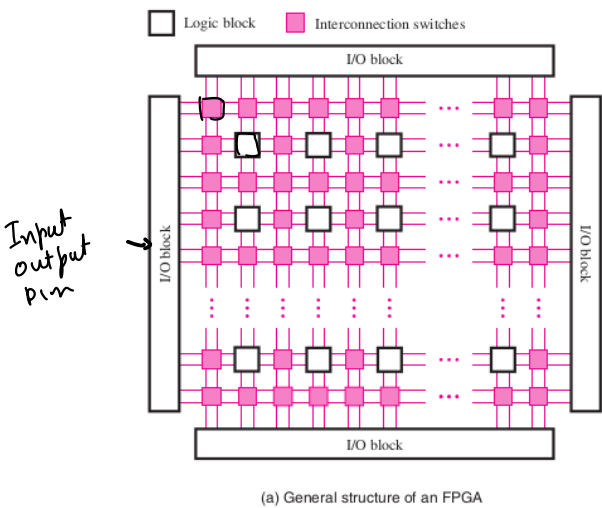 Logic block
Interconnection switches
I/O block
Input
output
pin
I/O block
I/O block
I/O block
(a) General structure of an FPGA